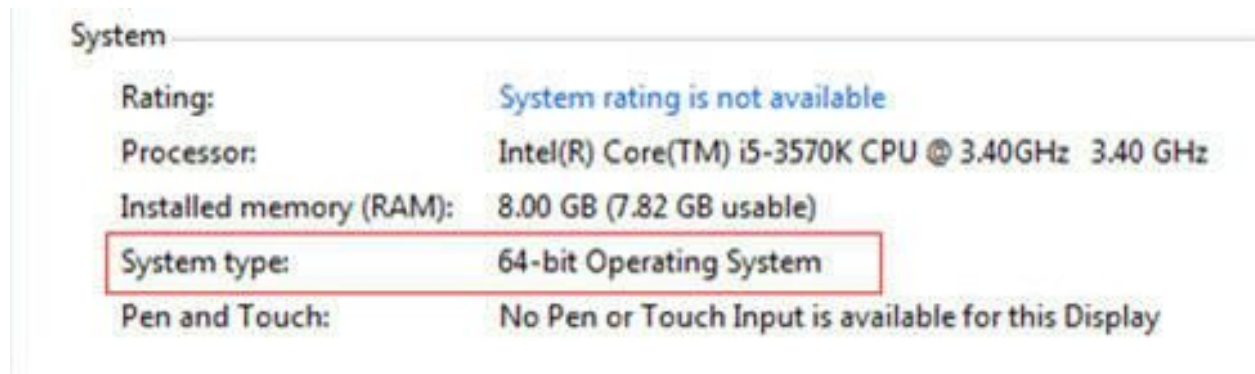 System
Rating: System rating is not available
Processor: Intel(R) Core(TM) i5-3570K CPU @ 3.40GHz 3.40 GHz
Installed memory (RAM): 8.00 GB (7.82 GB usable)
System type: 64-bit Operating System
Pen and Touch: No Pen or Touch Input is available for this Display